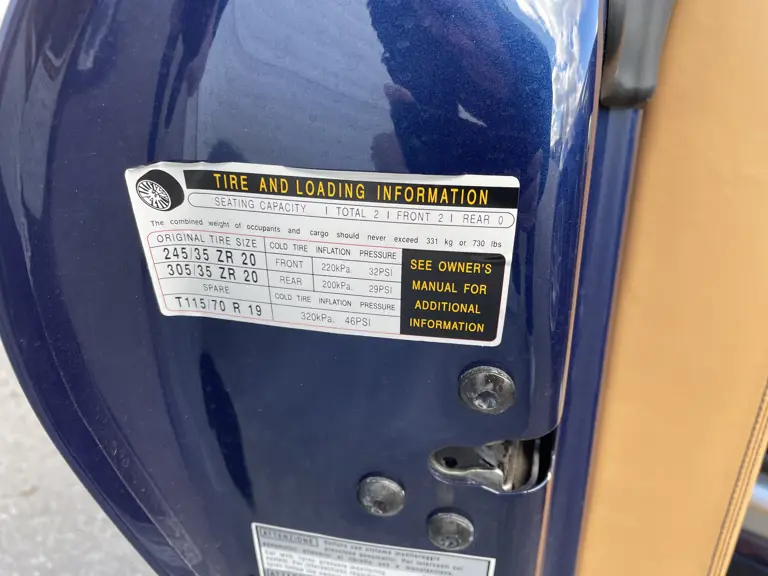 TIRE AND LOADING INFORMATION
SEATING CAPACITY | TOTAL 2 | FRONT 2 | REAR 0
The combined weight of occupants and cargo should never exceed 331 kg or 730 lbs
ORIGINAL TIRE SIZE COLD TIRE INFLATION PRESSURE
245/35 ZR 20 FRONT 220kPa. 32PSI
305/35 ZR 20 REAR 200kPa. 29PSI
SPARE COLD TIRE INFLATION PRESSURE
T115/70 R 19 320kPa. 46PSI
SEE OWNER'S
MANUAL FOR
ADDITIONAL
INFORMATION
ATTENZIONE